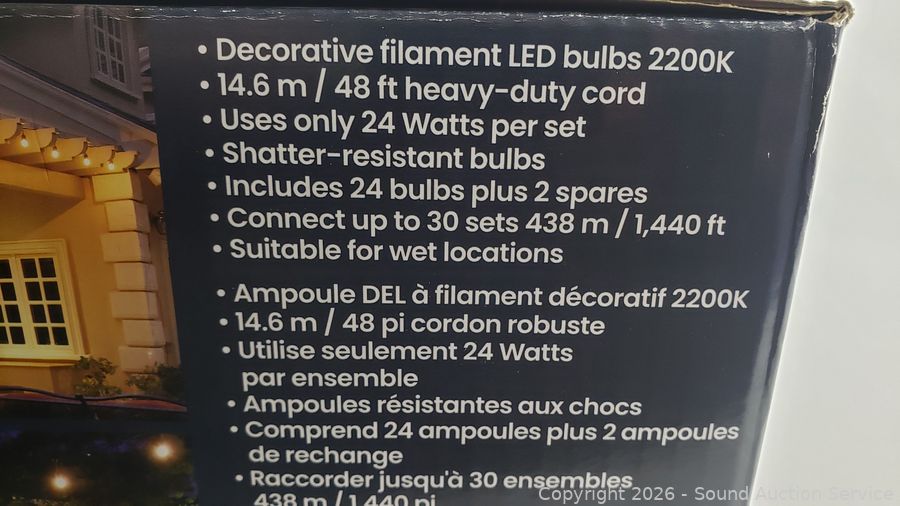 • Decorative filament LED bulbs 2200K
• 14.6 m / 48 ft heavy-duty cord
• Uses only 24 Watts per set
• Shatter-resistant bulbs
• Includes 24 bulbs plus 2 spares
• Connect up to 30 sets 438 m / 1,440 ft
• Suitable for wet locations
• Ampoule DEL à filament décoratif 2200K
• 14.6 m / 48 pi cordon robuste
• Utilise seulement 24 Watts
par ensemble
• Ampoules résistantes aux chocs
• Comprend 24 ampoules plus 2 ampoules
de rechange
• Raccorder jusqu'à 30 ensembles
438 m / 1,440 pi
Copyright 2026 - Sound Auction Service